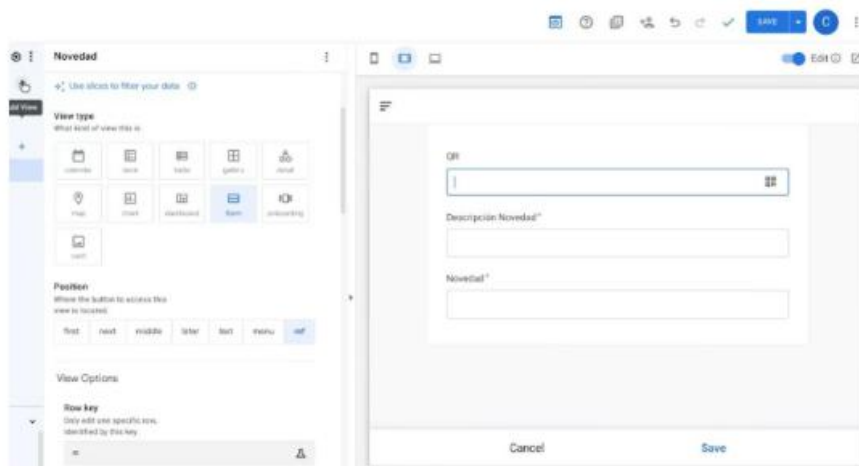 SAVE
C
Novedad
Edit
Use slices to filter your data
Add View
View type
What kind of view this is
calendar deck table gallery detail
map chart dashboard form onboarding
card
Position
Where the button to access this
view is located.
first next middle later last menu ref
View Options
Row key
Only edit one specific row,
identified by this key
=
QR
Descripción Novedad*
Novedad*
Cancel Save